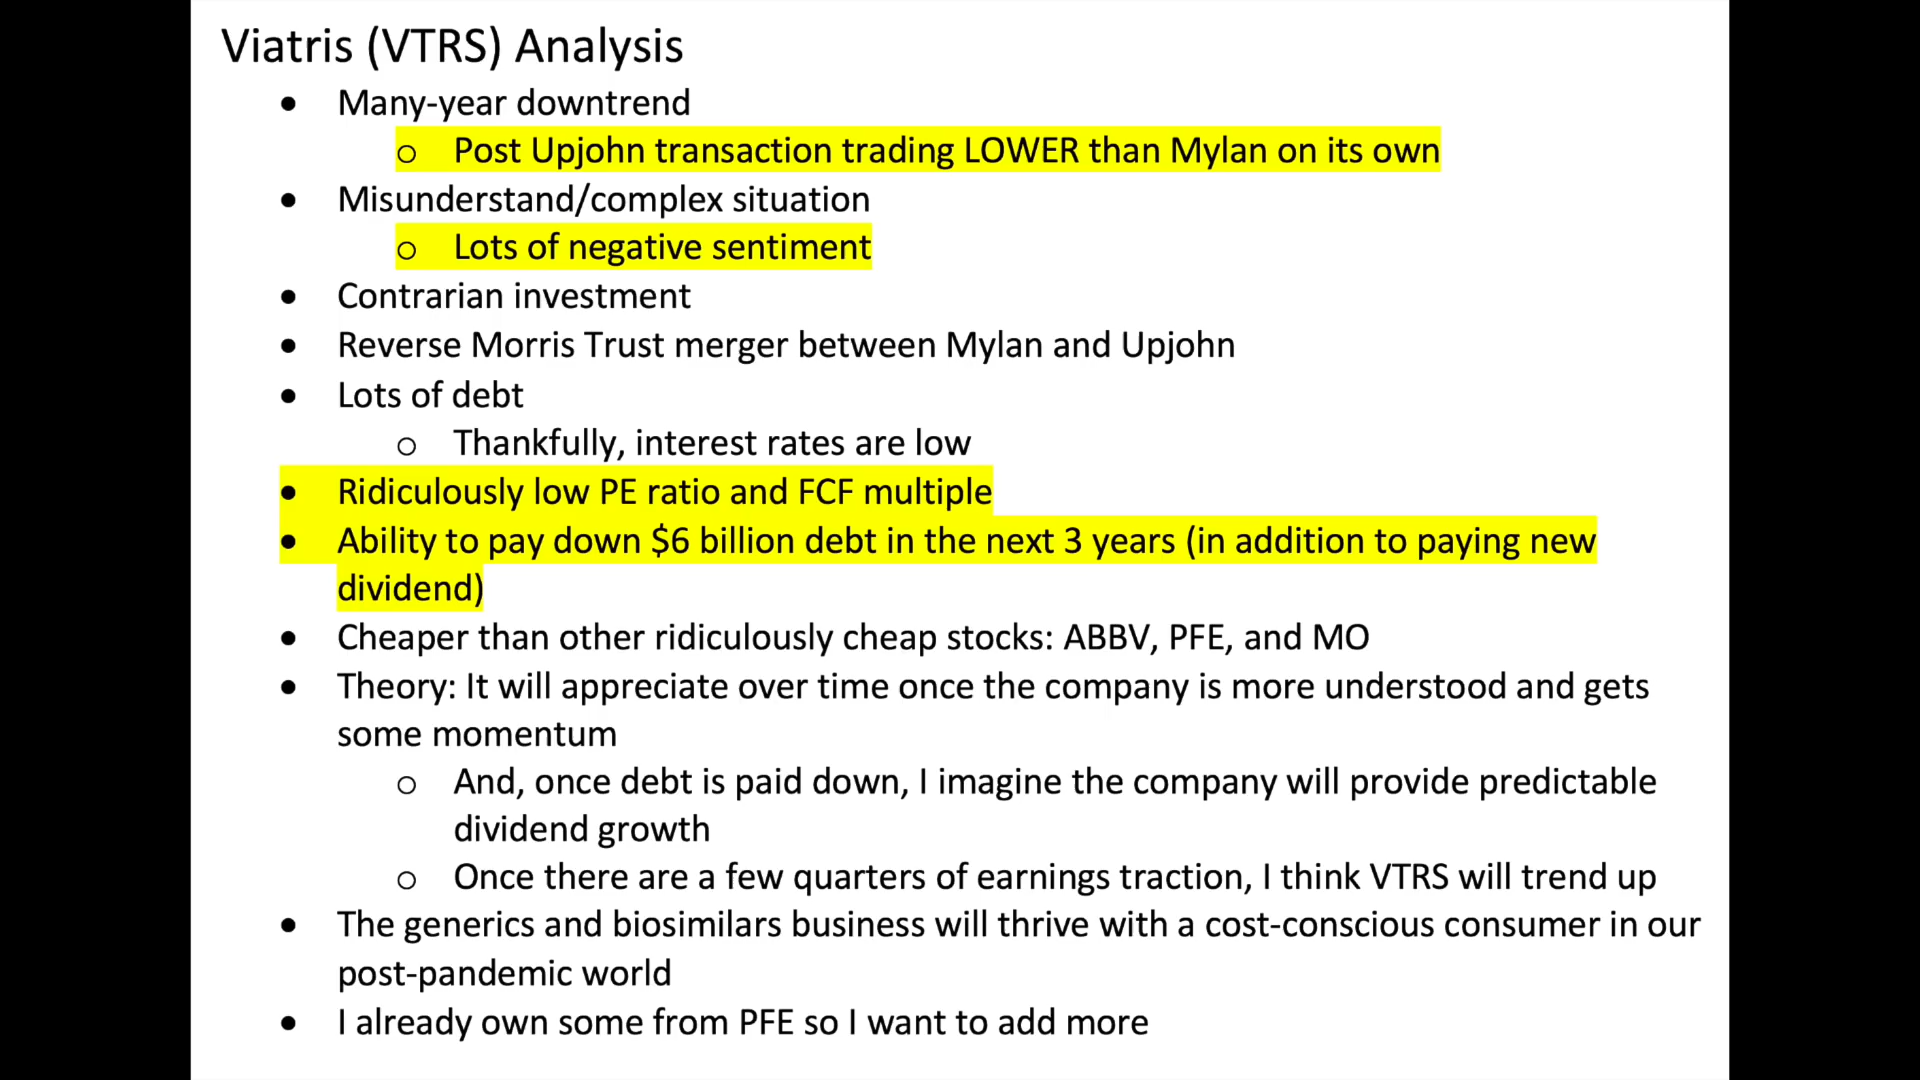 Viatris (VTRS) Analysis
• Many-year downtrend
o Post Upjohn transaction trading LOWER than Mylan on its own
• Misunderstand/complex situation
o Lots of negative sentiment
• Contrarian investment
• Reverse Morris Trust merger between Mylan and Upjohn
• Lots of debt
o Thankfully, interest rates are low
• Ridiculously low PE ratio and FCF multiple
• Ability to pay down $6 billion debt in the next 3 years (in addition to paying new
dividend)
• Cheaper than other ridiculously cheap stocks: ABBV, PFE, and MO
• Theory: It will appreciate over time once the company is more understood and gets
some momentum
o And, once debt is paid down, I imagine the company will provide predictable
dividend growth
o Once there are a few quarters of earnings traction, I think VTRS will trend up
• The generics and biosimilars business will thrive with a cost-conscious consumer in our
post-pandemic world
• I already own some from PFE so I want to add more